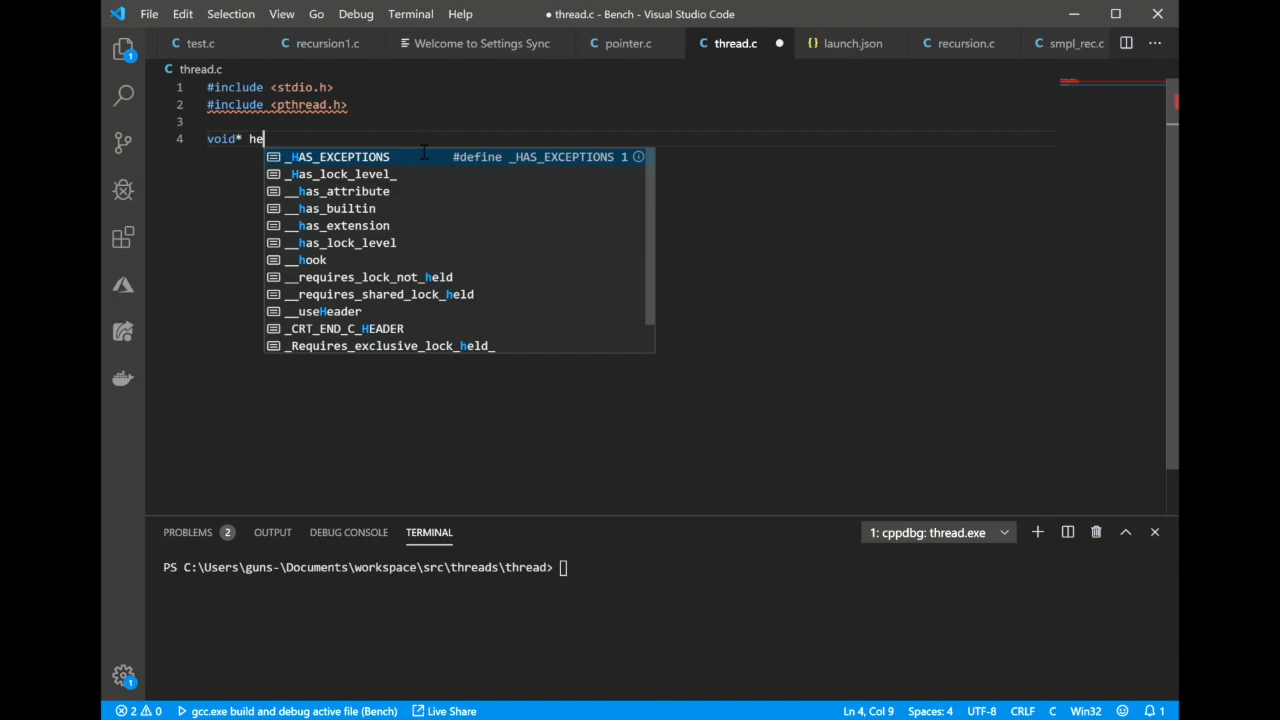 File Edit Selection View Go Debug Terminal Help
● thread.c - Bench - Visual Studio Code
test.c recursion1.c Welcome to Settings Sync pointer.c thread.c ● {} launch.json recursion.c smpl_rec.c ...
C thread.c
1 #include <stdio.h>
2 #include <pthread.h>
3
4 void* he
_HAS_EXCEPTIONS #define _HAS_EXCEPTIONS 1
_Has_lock_level_
__has_attribute
__has_builtin
__has_extension
__has_lock_level
__hook
__requires_lock_not_held
__requires_shared_lock_held
__useHeader
_CRT_END_C_HEADER
_Requires_exclusive_lock_held_
PROBLEMS 2 OUTPUT DEBUG CONSOLE TERMINAL 1: cppdbg: thread.exe
PS C:\Users\guns-\Documents\workspace\src\threads\thread>
2 0 gcc.exe build and debug active file (Bench) Live Share Ln 4, Col 9 Spaces: 4 UTF-8 CRLF C Win32 1